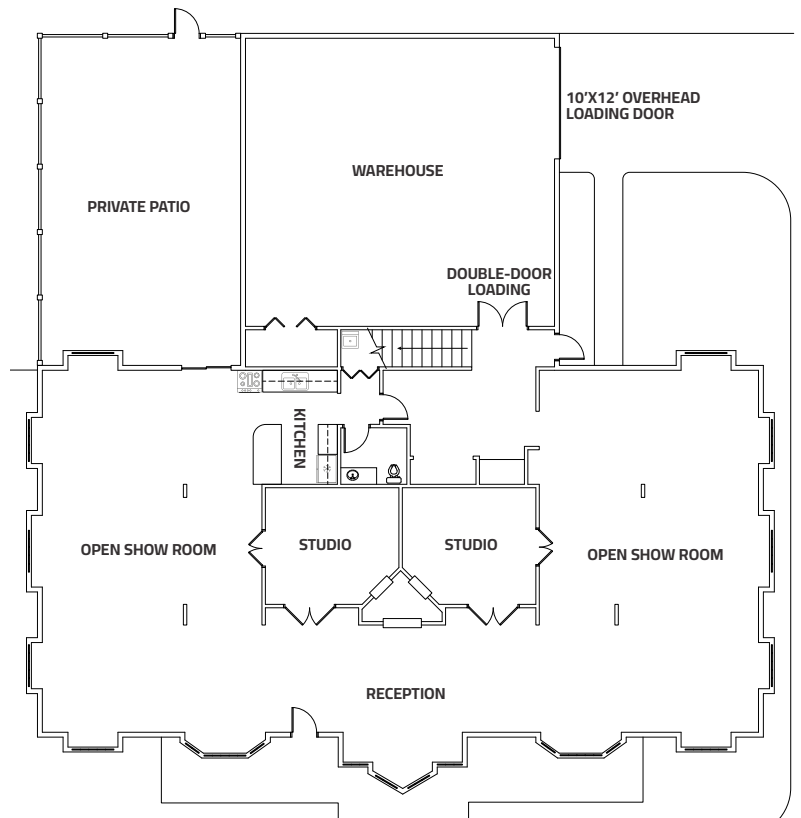 10'X12' OVERHEAD
LOADING DOOR
WAREHOUSE
PRIVATE PATIO
DOUBLE-DOOR
LOADING
KITCHEN
OPEN SHOW ROOM
STUDIO
STUDIO
OPEN SHOW ROOM
RECEPTION